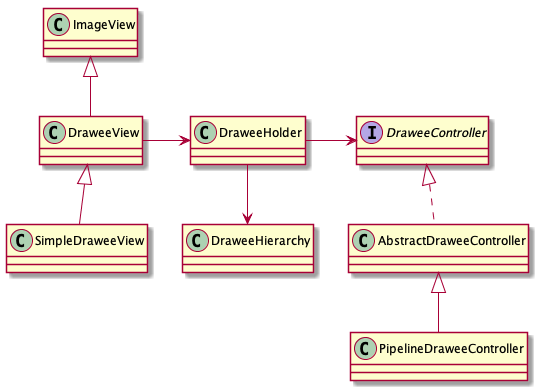 C ImageView
C DraweeView
C DraweeHolder
I DraweeController
C SimpleDraweeView
C DraweeHierarchy
C AbstractDraweeController
C PipelineDraweeController